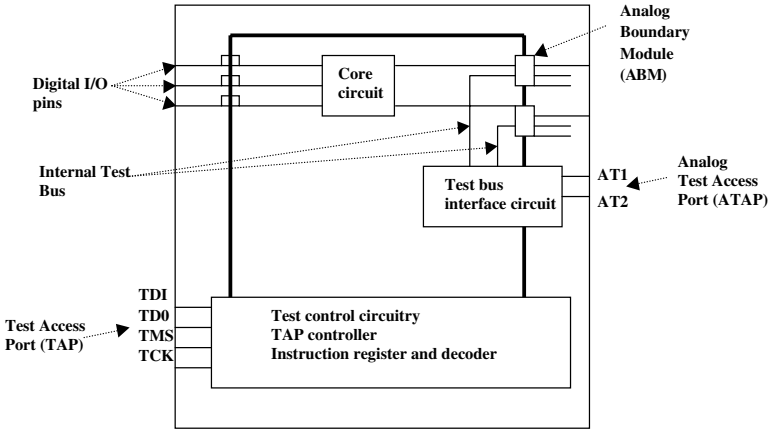 Analog
Boundary
Module
(ABM)
Core
circuit
Digital I/O
pins
Internal Test
Bus
Test bus
interface circuit
AT1
AT2
Analog
Test Access
Port (ATAP)
TDI
TD0
TMS
TCK
Test Access
Port (TAP)
Test control circuitry
TAP controller
Instruction register and decoder